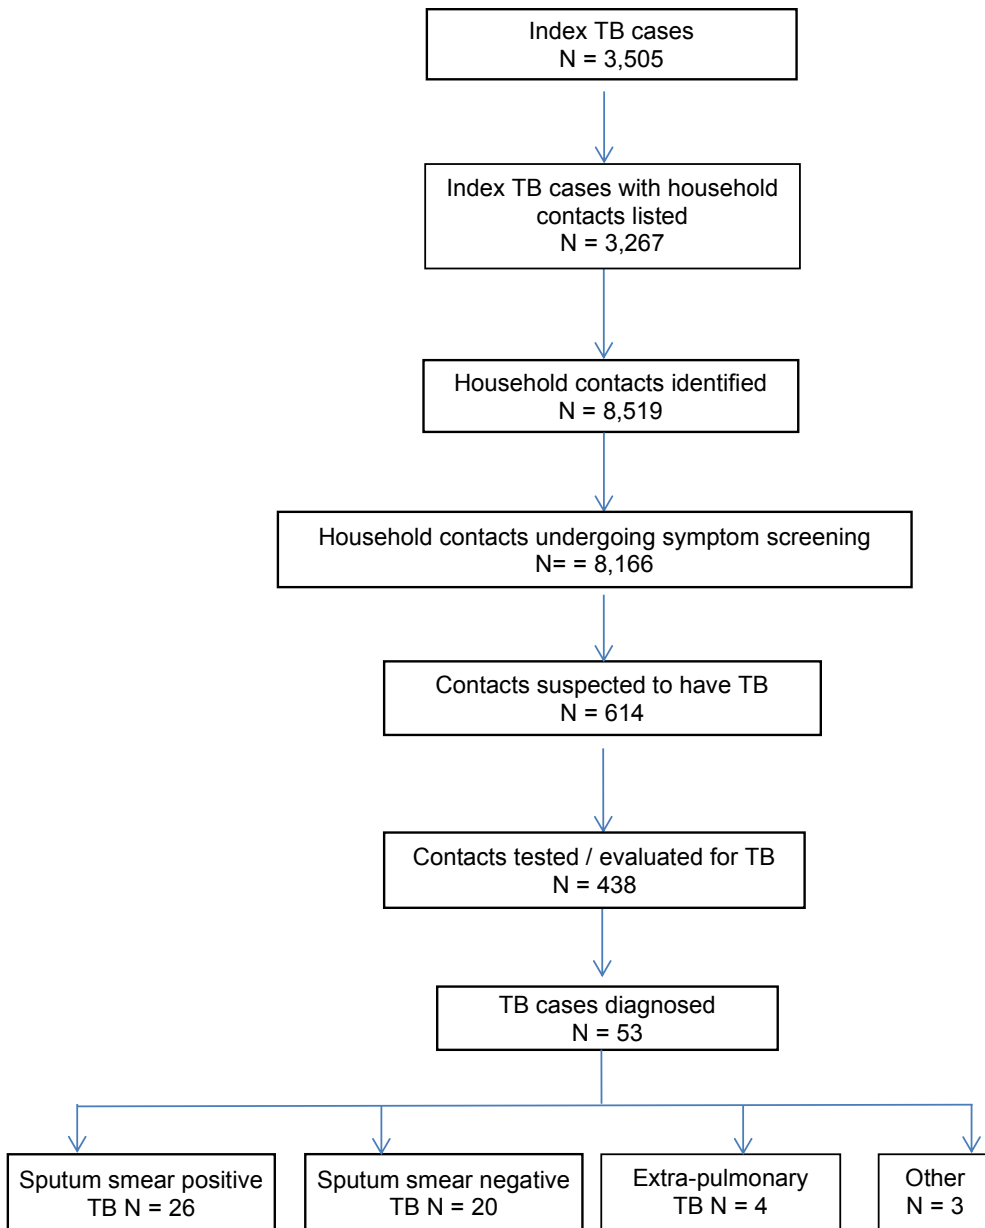 Index TB cases
N = 3,505
Index TB cases with household
contacts listed
N = 3,267
Household contacts identified
N = 8,519
Household contacts undergoing symptom screening
N= = 8,166
Contacts suspected to have TB
N = 614
Contacts tested / evaluated for TB
N = 438
TB cases diagnosed
N = 53
Sputum smear positive
TB N = 26
Sputum smear negative
TB N = 20
Extra-pulmonary
TB N = 4
Other
N = 3